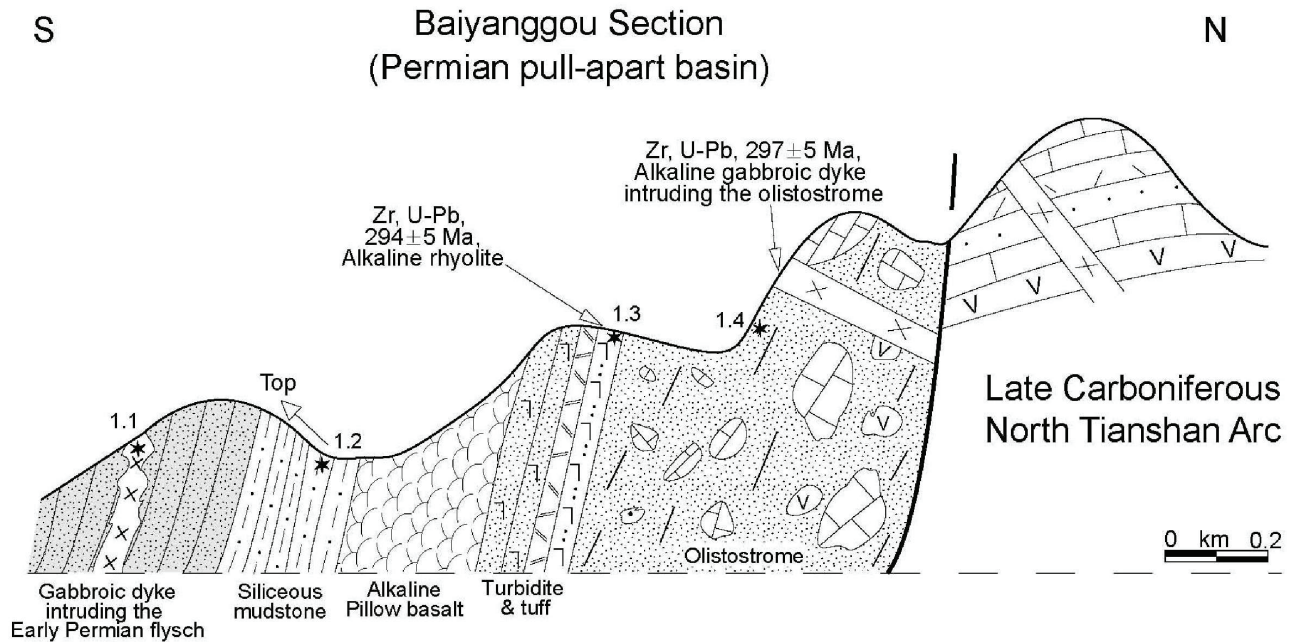 S
Baiyanggou Section
(Permian pull-apart basin)
N
Zr, U-Pb, 297±5 Ma,
Alkaline gabbroic dyke
intruding the olistostrome
Zr, U-Pb,
294±5 Ma,
Alkaline rhyolite
1.3
1.4
Top
1.1
1.2
V
V
V
V
V
V
V
Late Carboniferous
North Tianshan Arc
Olistostrome
0 km 0.2
Gabbroic dyke
intruding the
Early Permian flysch
Siliceous
mudstone
Alkaline
Pillow basalt
Turbidite
& tuff